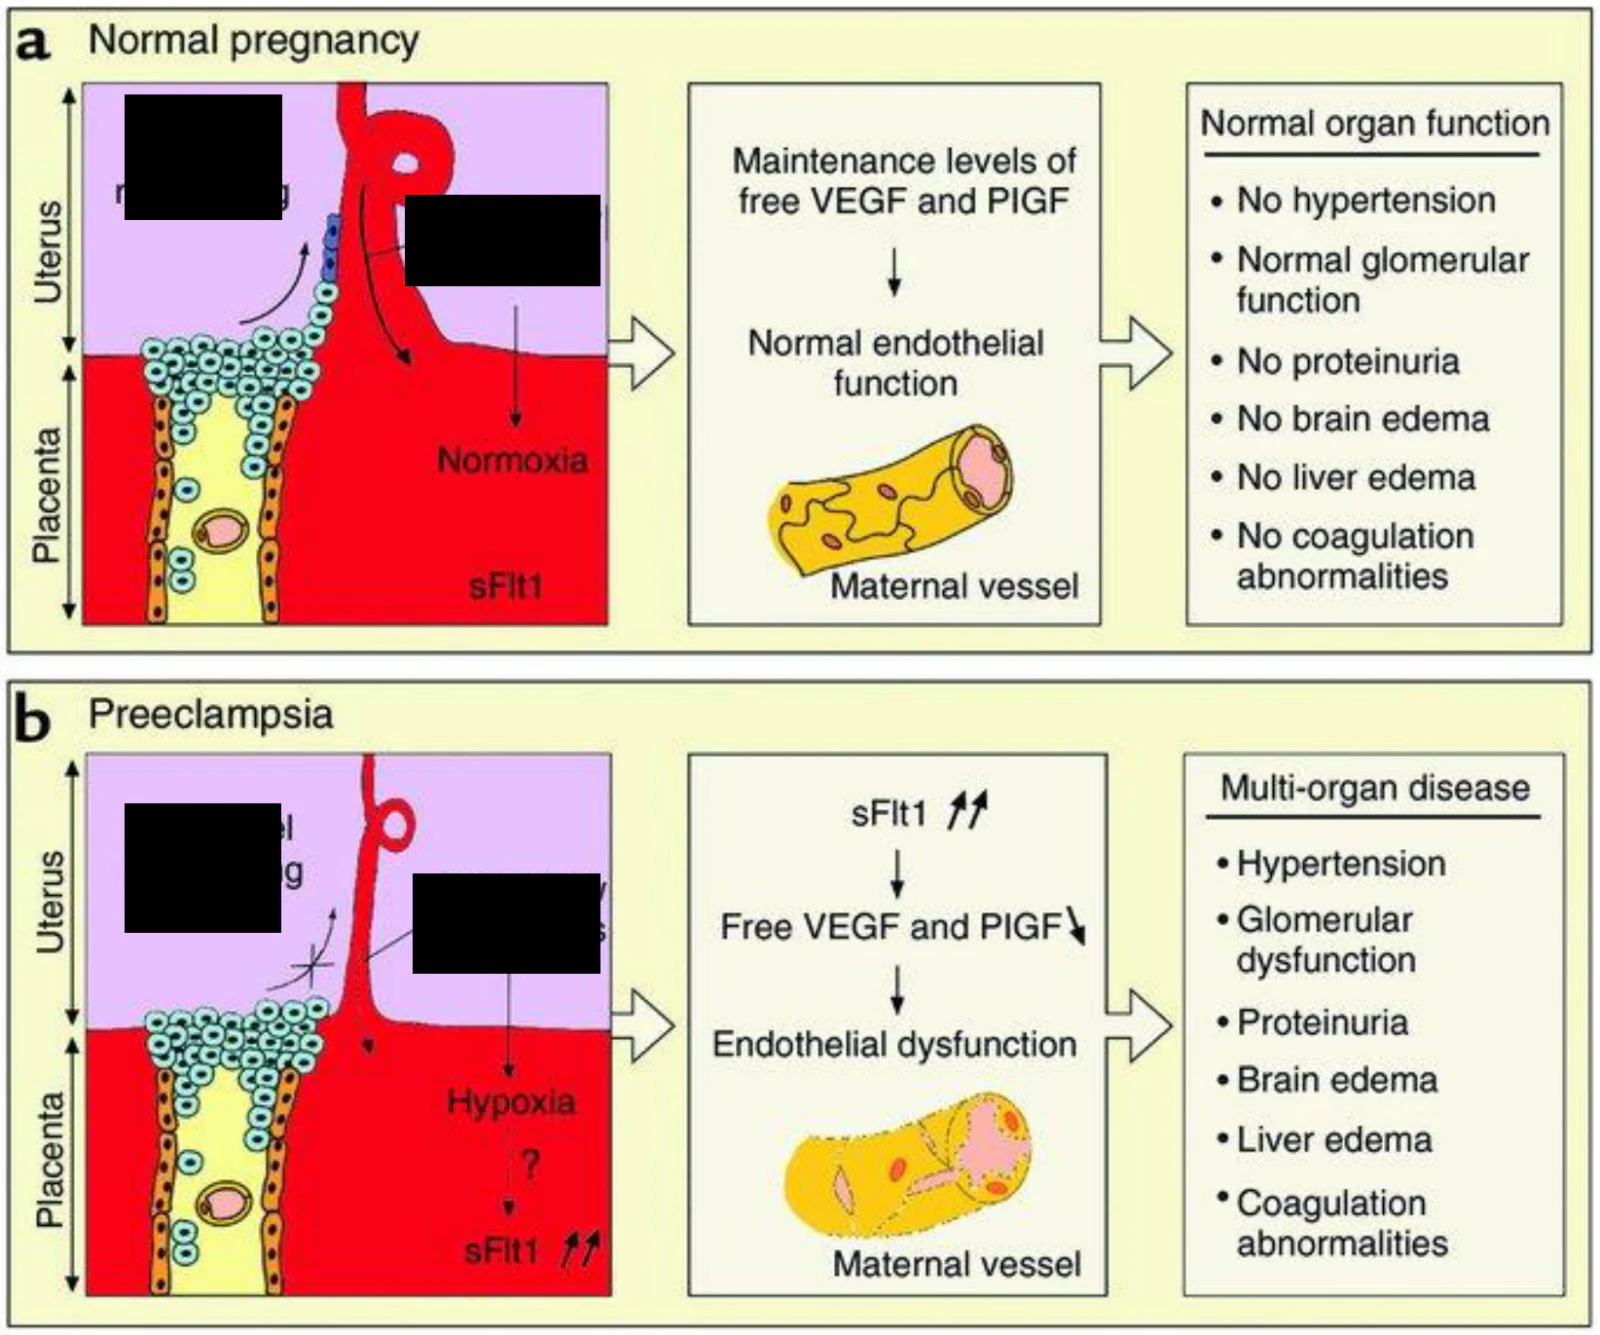 a Normal pregnancy
Uterus
Placenta
Normoxia
sFlt1
Maintenance levels of
free VEGF and PIGF
Normal endothelial
function
Maternal vessel
Normal organ function
• No hypertension
• Normal glomerular
function
• No proteinuria
• No brain edema
• No liver edema
• No coagulation
abnormalities
b Preeclampsia
Uterus
Placenta
Hypoxia
?
sFlt1
sFlt1
Free VEGF and PIGF
Endothelial dysfunction
Maternal vessel
Multi-organ disease
• Hypertension
• Glomerular
dysfunction
• Proteinuria
• Brain edema
• Liver edema
• Coagulation
abnormalities